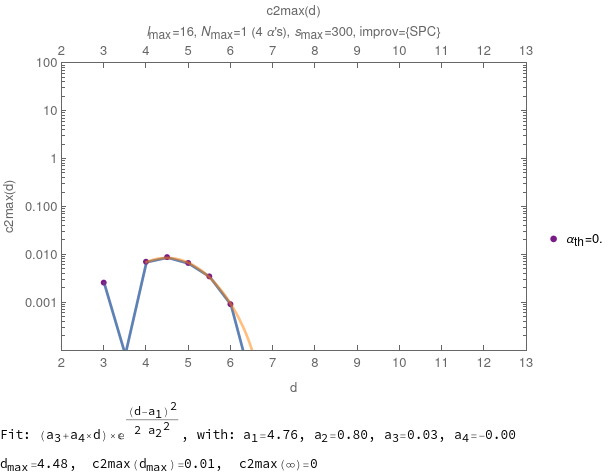 c2max(d)
lmax=16, Nmax=1 (4 α's), smax=300, improv={SPC}
2 3 4 5 6 7 8 9 10 11 12 13
100
10
1
0.100
0.010
0.001
c2max(d)
αth=0.
2 3 4 5 6 7 8 9 10 11 12 13
d
Fit: (a3+a4×d)×e^((d-a1)^2/(2 a2^2)), with: a1=4.76, a2=0.80, a3=0.03, a4=-0.00
dmax=4.48, c2max(dmax)=0.01, c2max(∞)=0